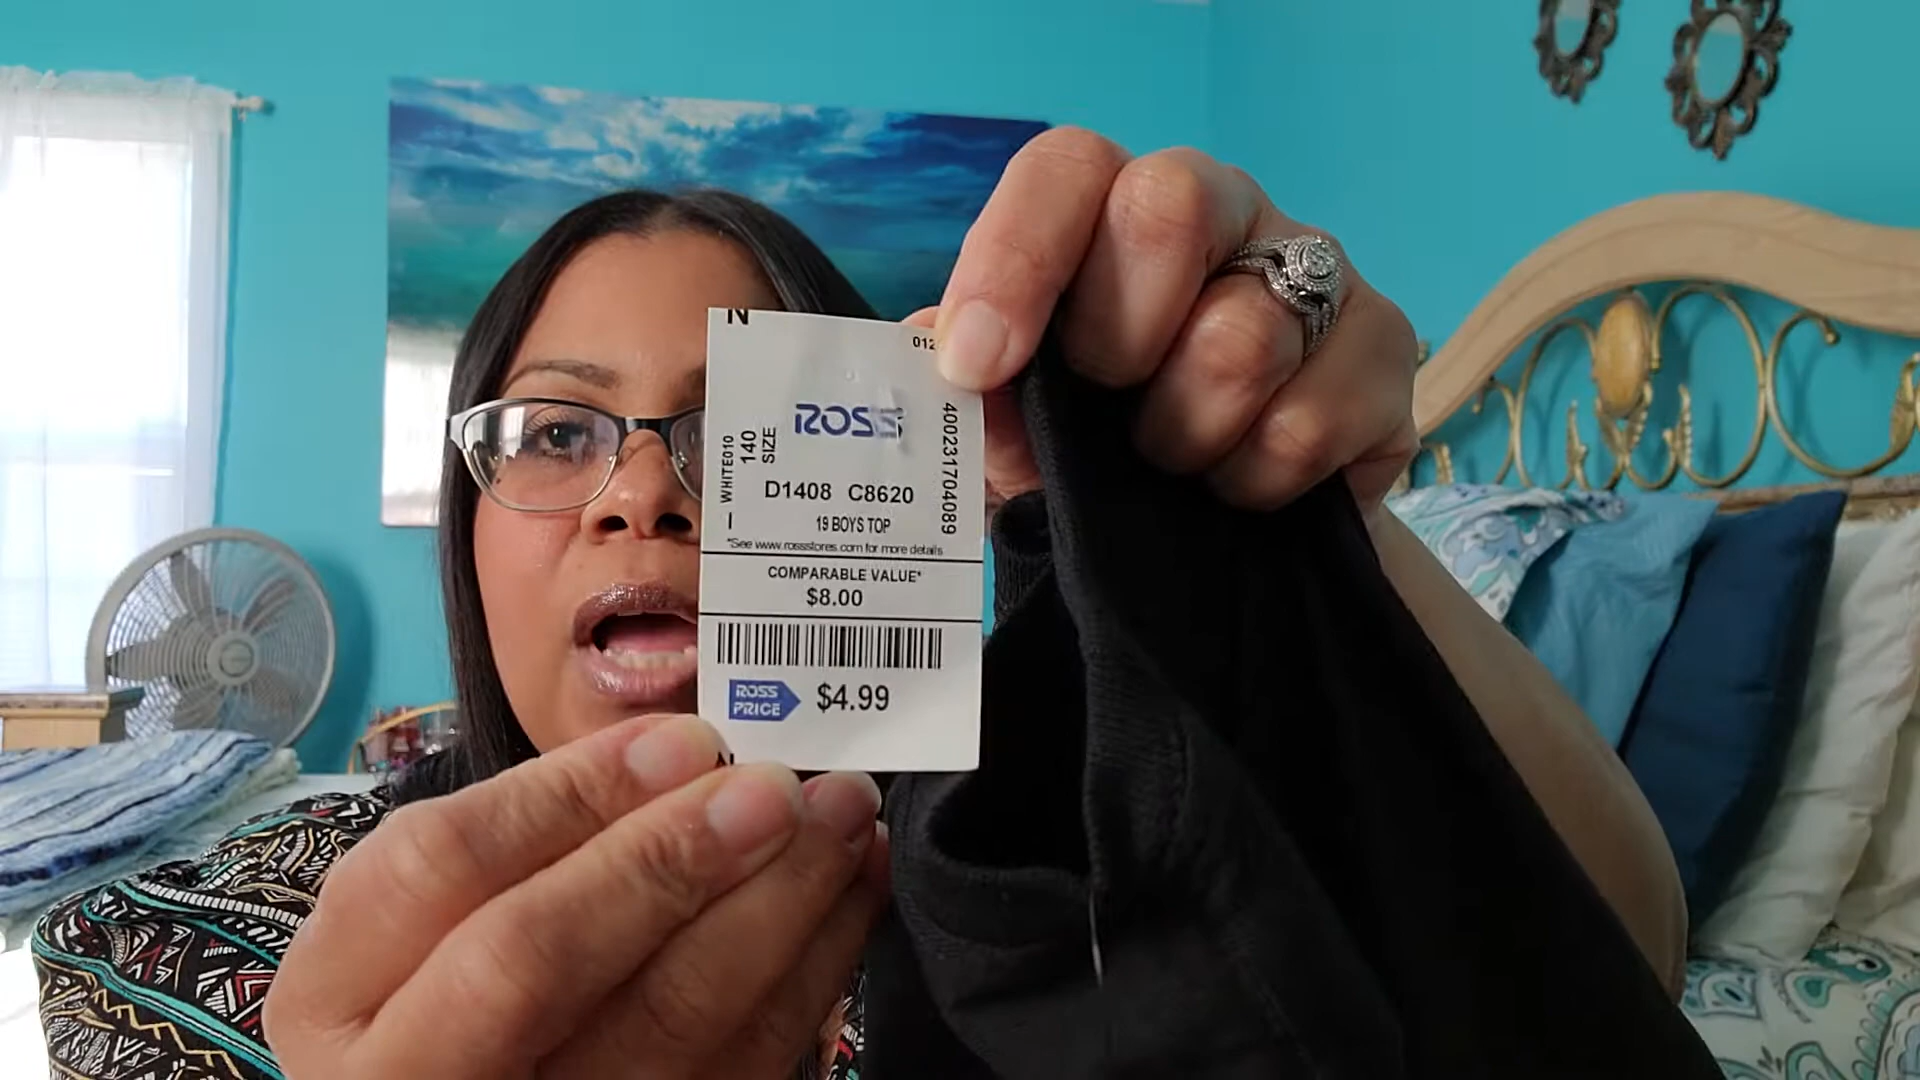 N
012
ROSS
WHITE010
140
SIZE
I
400231704089
D1408 C8620
19 BOYS TOP
*See www.rossstores.com for more details
COMPARABLE VALUE*
$8.00
ROSS
PRICE
$4.99
N